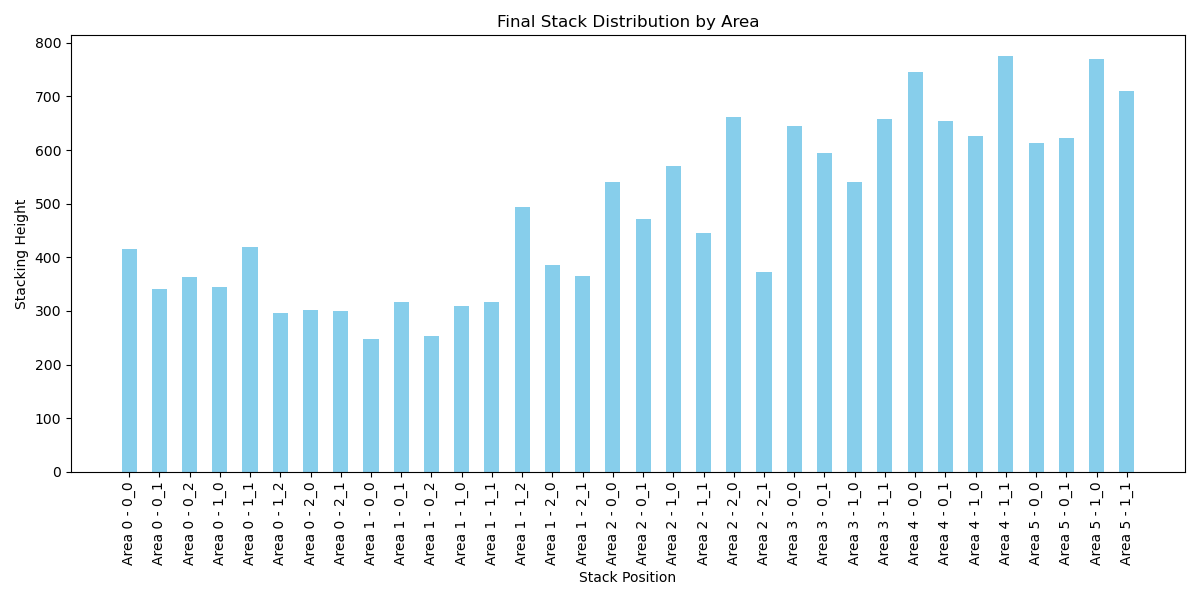 Final Stack Distribution by Area
Stacking Height
800
700
600
500
400
300
200
100
0
Area 0 - 0_0
Area 0 - 0_1
Area 0 - 0_2
Area 0 - 1_0
Area 0 - 1_1
Area 0 - 1_2
Area 0 - 2_0
Area 0 - 2_1
Area 1 - 0_0
Area 1 - 0_1
Area 1 - 0_2
Area 1 - 1_0
Area 1 - 1_1
Area 1 - 1_2
Area 1 - 2_0
Area 1 - 2_1
Area 2 - 0_0
Area 2 - 0_1
Area 2 - 1_0
Area 2 - 1_1
Area 2 - 2_0
Area 2 - 2_1
Area 3 - 0_0
Area 3 - 0_1
Area 3 - 1_0
Area 3 - 1_1
Area 4 - 0_0
Area 4 - 0_1
Area 4 - 1_0
Area 4 - 1_1
Area 5 - 0_0
Area 5 - 0_1
Area 5 - 1_0
Area 5 - 1_1
Stack Position